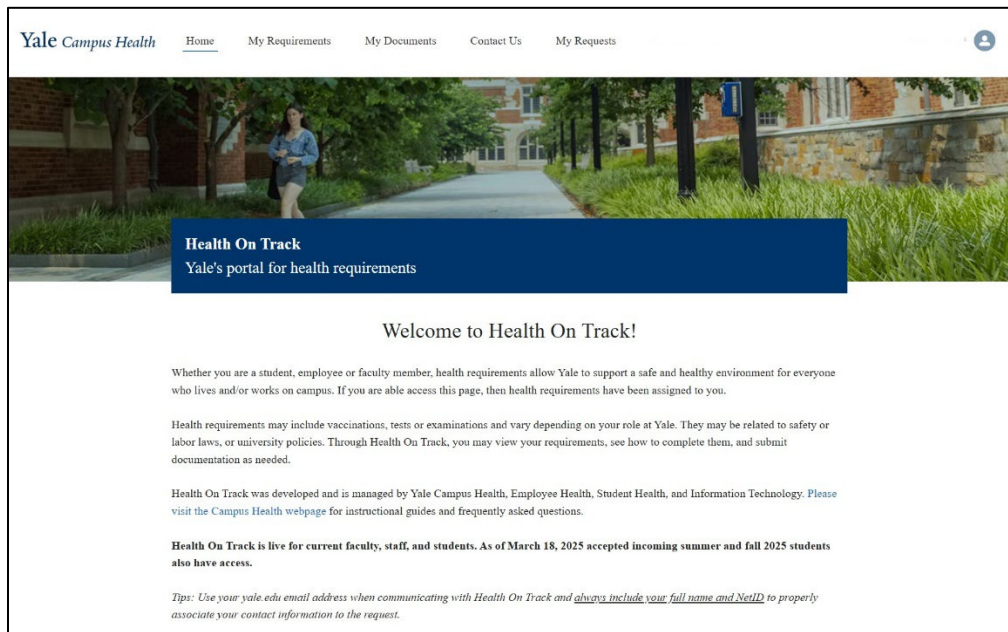 Yale Campus Health
Home
My Requirements
My Documents
Contact Us
My Requests
Health On Track
Yale's portal for health requirements
Welcome to Health On Track!
Whether you are a student, employee or faculty member, health requirements allow Yale to support a safe and healthy environment for everyone
who lives and/or works on campus. If you are able access this page, then health requirements have been assigned to you.
Health requirements may include vaccinations, tests or examinations and vary depending on your role at Yale. They may be related to safety or
labor laws, or university policies. Through Health On Track, you may view your requirements, see how to complete them, and submit
documentation as needed.
Health On Track was developed and is managed by Yale Campus Health, Employee Health, Student Health, and Information Technology. Please
visit the Campus Health webpage for instructional guides and frequently asked questions.
Health On Track is live for current faculty, staff, and students. As of March 18, 2025 accepted incoming summer and fall 2025 students
also have access.
Tips: Use your yale.edu email address when communicating with Health On Track and always include your full name and NetID to properly
associate your contact information to the request.